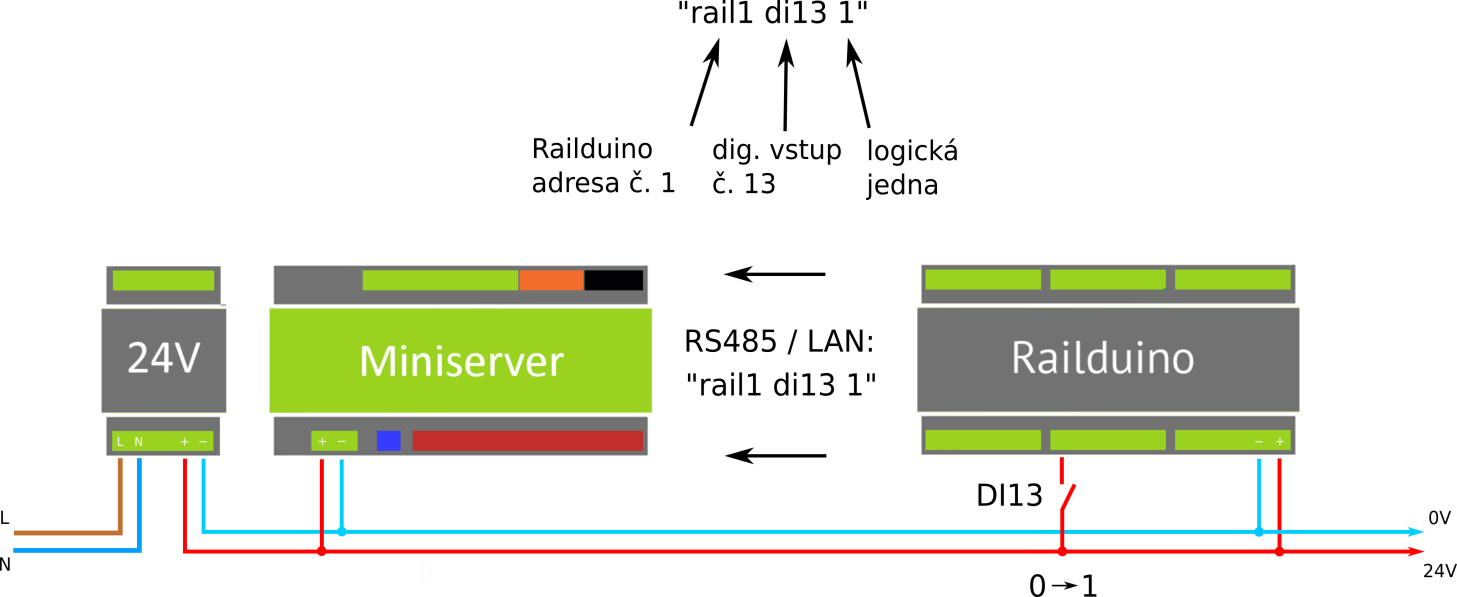 "rail1 di13 1"
Railduino
adresa č. 1
dig. vstup
č. 13
logická
jedna
24V
Miniserver
RS485 / LAN:
"rail1 di13 1"
Railduino
L N + −
+ −
− +
DI13
L
N
0V
24V
0→1